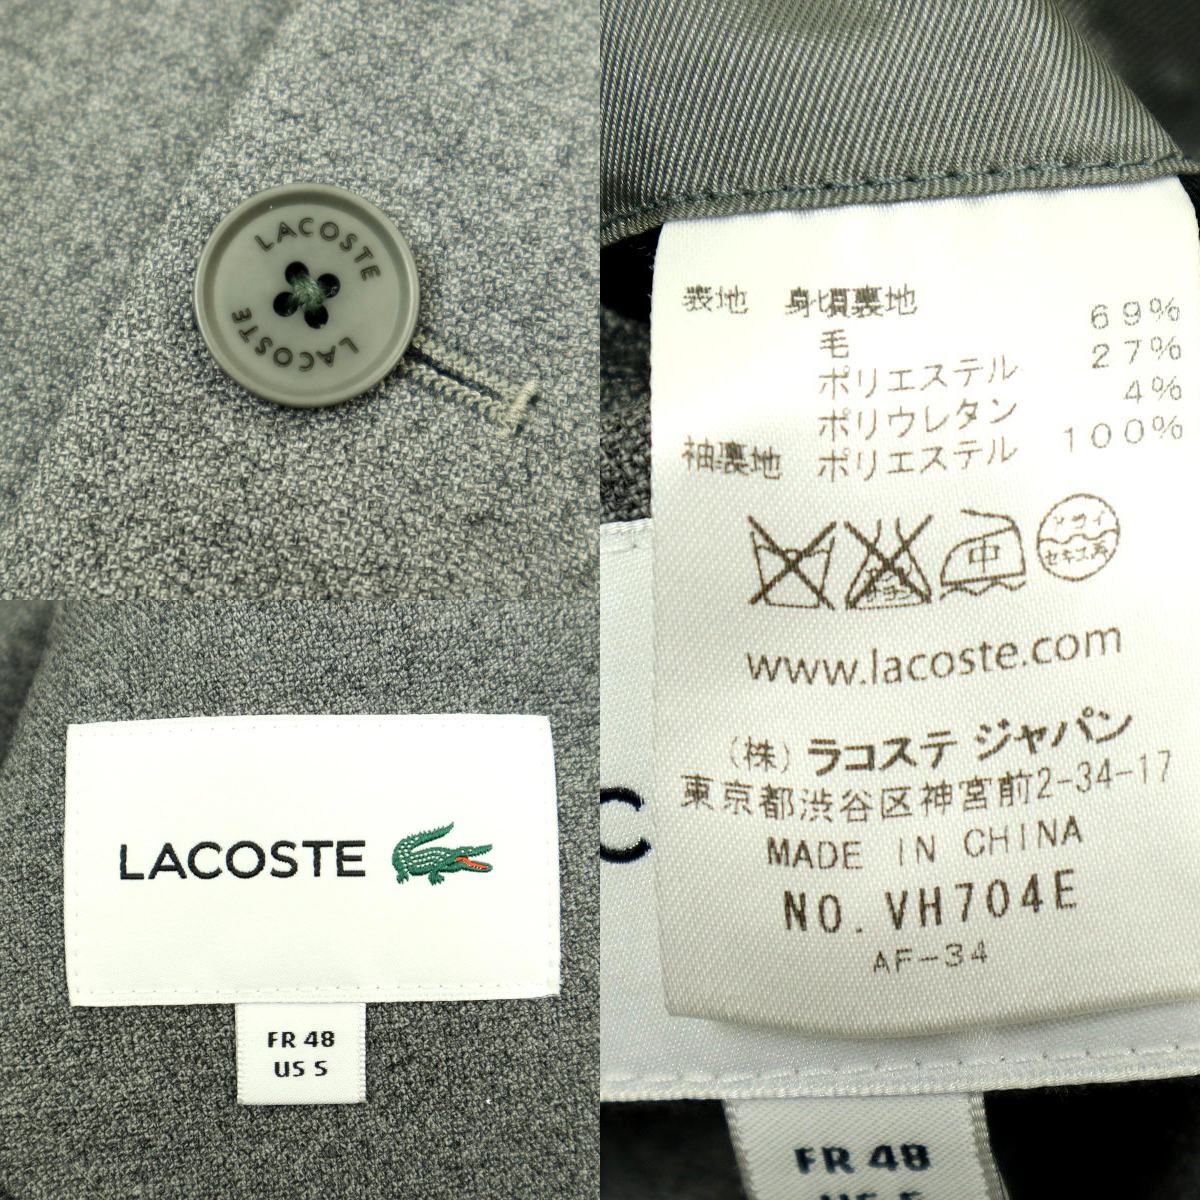 LACOSTE
LACOSTE
表地 身頃裏地
毛 69%
ポリエステル 27%
ポリウレタン 4%
袖裏地 ポリエステル 100%
中
ドライ
セキユ系
www.lacoste.com
(株) ラコステ ジャパン
東京都渋谷区神宮前2-34-17
MADE IN CHINA
NO. VH704E
AF-34
FR 48
LACOSTE
FR 48
US S